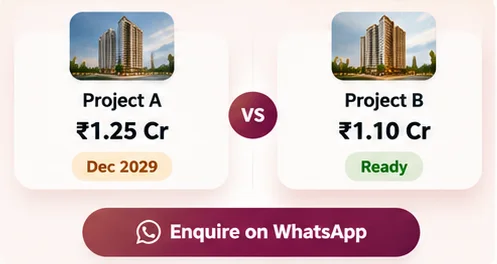 Project A
₹1.25 Cr
Dec 2029
VS
Project B
₹1.10 Cr
Ready
Enquire on WhatsApp